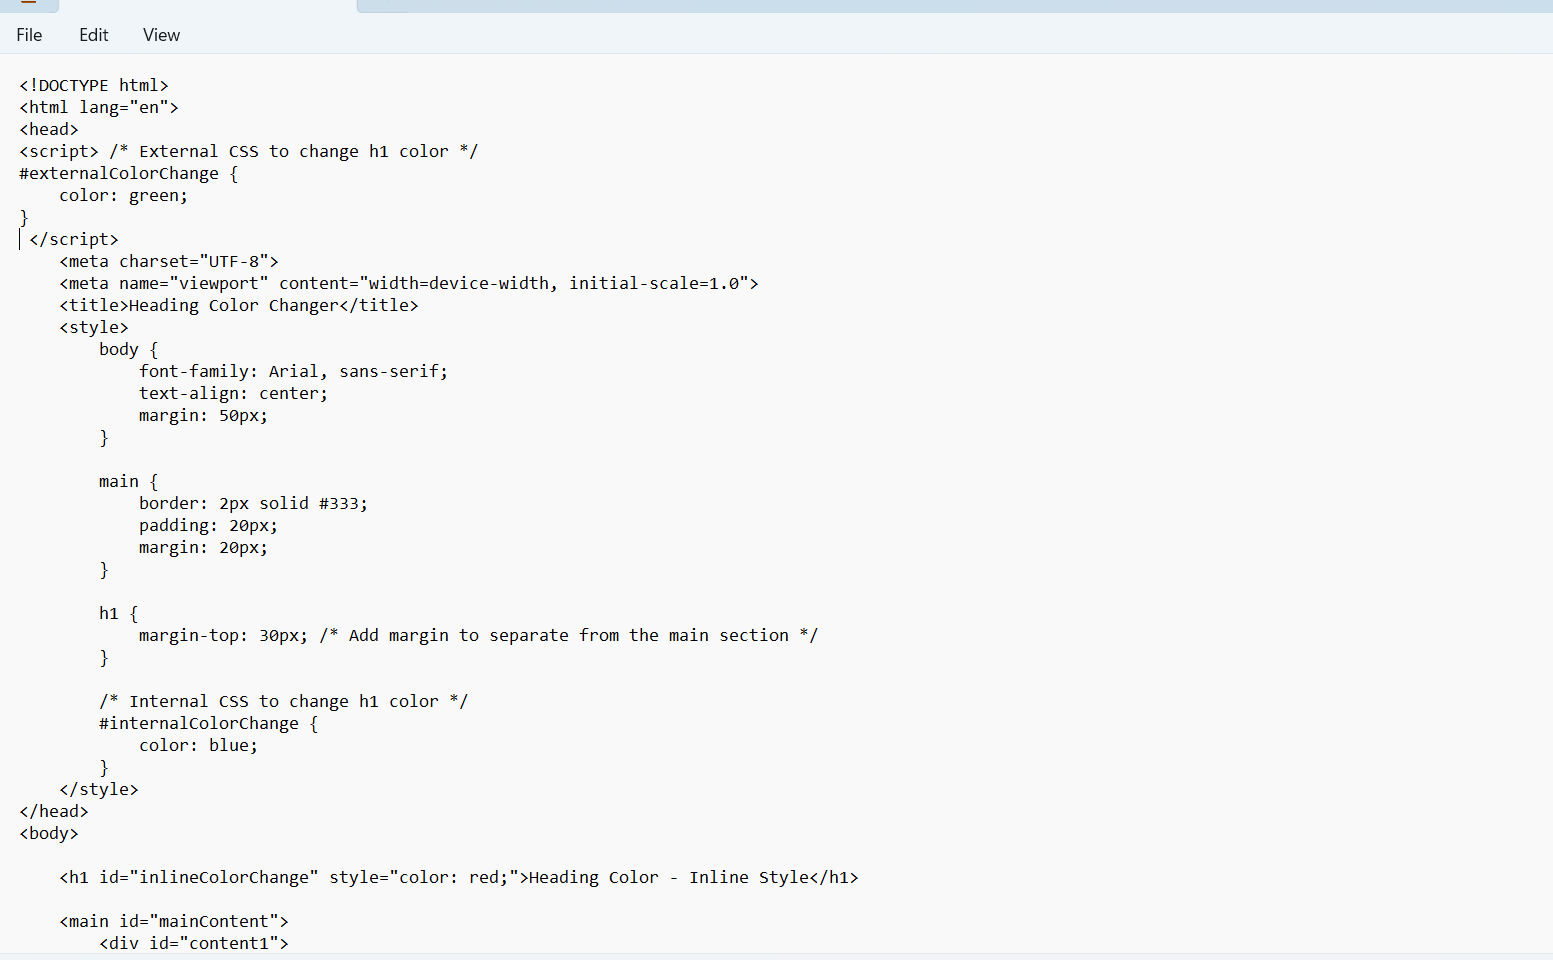 File Edit View
<!DOCTYPE html>
<html lang="en">
<head>
<script> /* External CSS to change h1 color */
#externalColorChange {
    color: green;
}
 </script>
    <meta charset="UTF-8">
    <meta name="viewport" content="width=device-width, initial-scale=1.0">
    <title>Heading Color Changer</title>
    <style>
        body {
            font-family: Arial, sans-serif;
            text-align: center;
            margin: 50px;
        }

        main {
            border: 2px solid #333;
            padding: 20px;
            margin: 20px;
        }

        h1 {
            margin-top: 30px; /* Add margin to separate from the main section */
        }

        /* Internal CSS to change h1 color */
        #internalColorChange {
            color: blue;
        }
    </style>
</head>
<body>

    <h1 id="inlineColorChange" style="color: red;">Heading Color - Inline Style</h1>

    <main id="mainContent">
        <div id="content1">